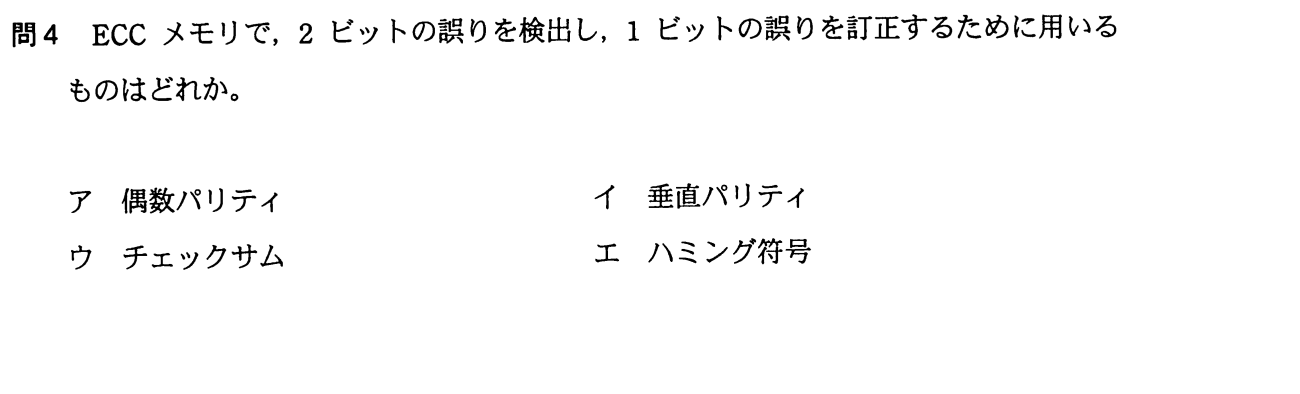 問4 ECC メモリで，2 ビットの誤りを検出し，1 ビットの誤りを訂正するために用いる
ものはどれか。
ア 偶数パリティ イ 垂直パリティ
ウ チェックサム エ ハミング符号